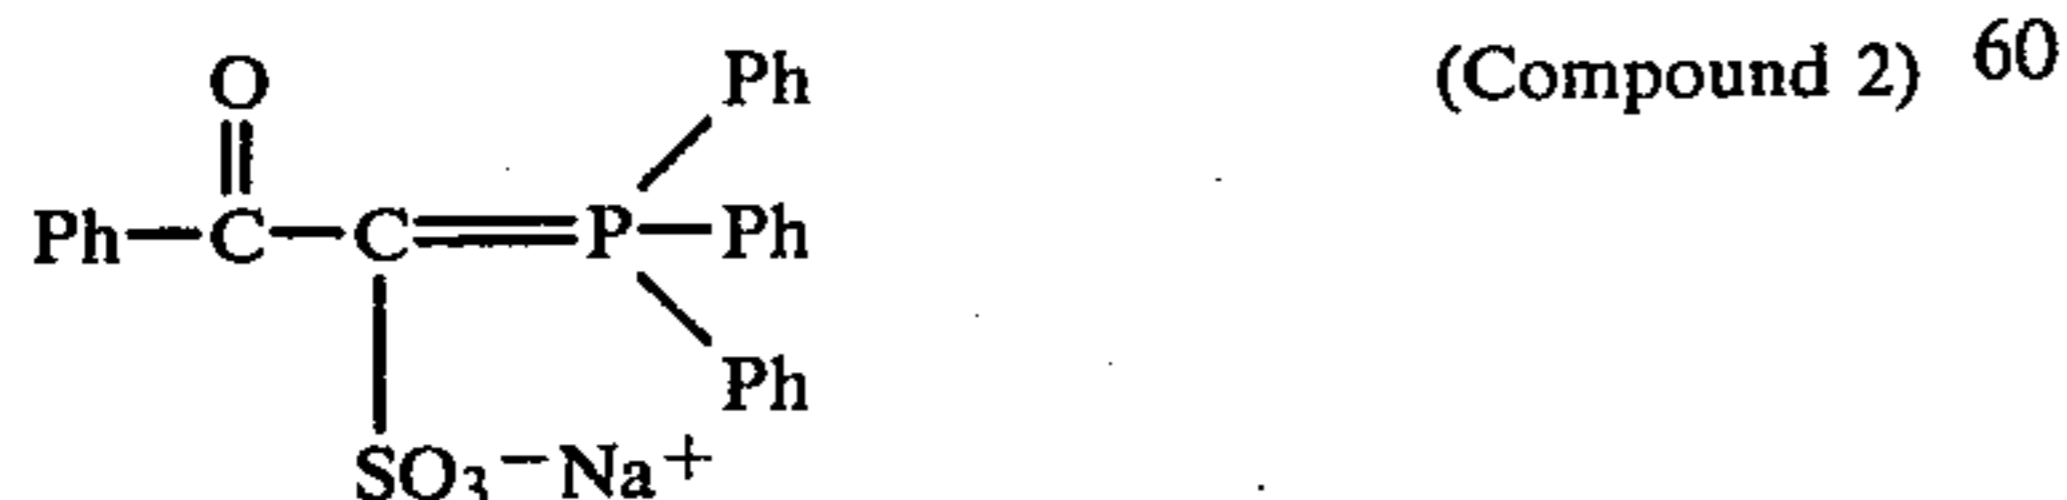 O Ph (Compound 2) 60
Ph—C—C=P—Ph
Ph
SO₃⁻Na⁺